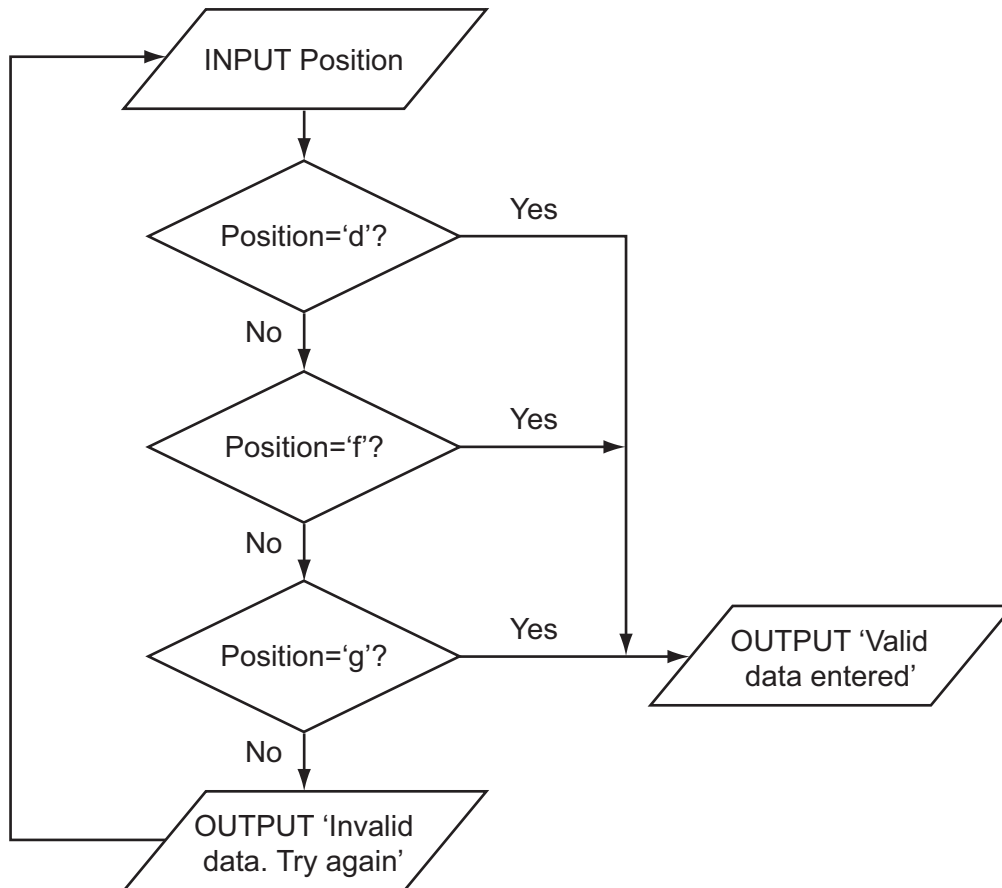 INPUT Position
Position=‘d’?
Yes
No
Position=‘f’?
Yes
No
Position=‘g’?
Yes
OUTPUT ‘Valid
data entered’
No
OUTPUT ‘Invalid
data. Try again’